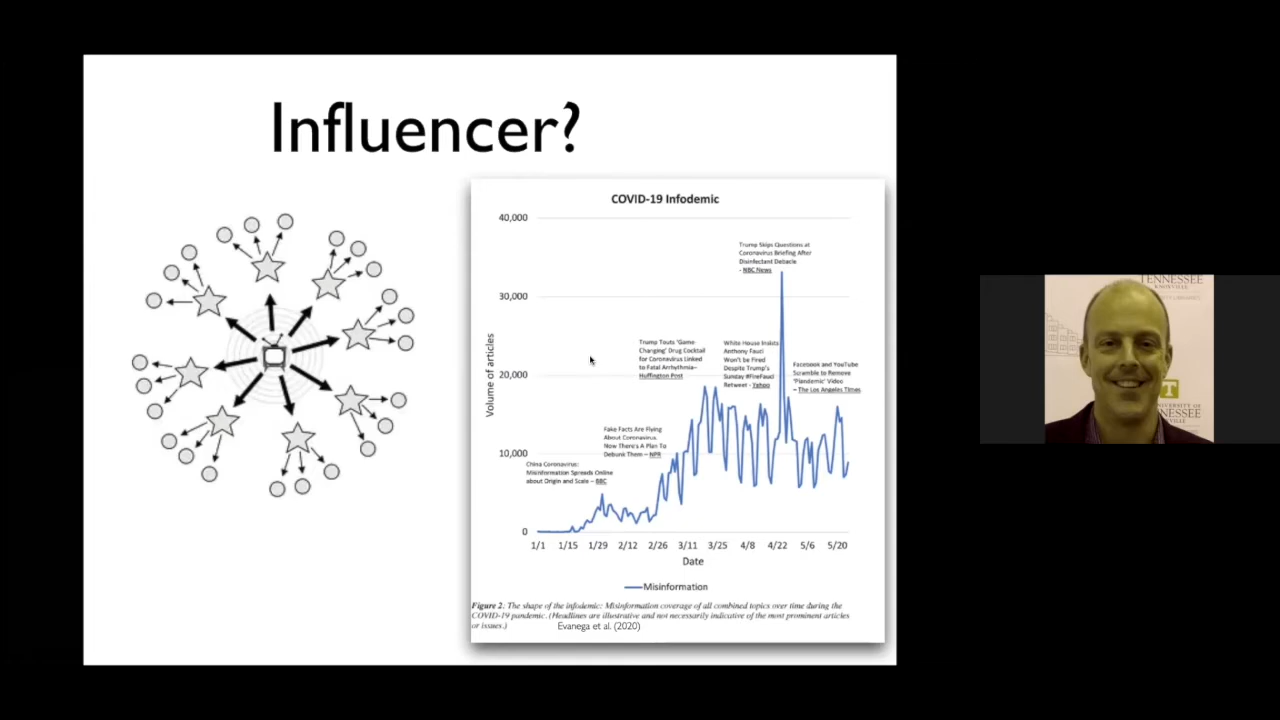 Influencer?
COVID-19 Infodemic
40,000
30,000
20,000
10,000
0
Volume of articles
Trump Skips Questions at
Coronavirus Briefing After
Disinfectant Debacle
- NBC News
Trump Touts 'Game
Changing' Drug Cocktail
for Coronavirus Linked
to Fatal Arrhythmia–
Huffington Post
White House Insists
Anthony Fauci
Won't be Fired
Despite Trump's
Sunday #FireFauci
Retweet - Yahoo
Facebook and YouTube
Scramble to Remove
'Plandemic' Video
– The Los Angeles Times
Fake Facts Are Flying
About Coronavirus.
Now There's A Plan To
Debunk Them – NPR
China Coronavirus:
Misinformation Spreads Online
about Origin and Scale – BBC
1/1 1/15 1/29 2/12 2/26 3/11 3/25 4/8 4/22 5/6 5/20
Date
Misinformation
Figure 2: The shape of the infodemic: Misinformation coverage of all combined topics over time during the
COVID-19 pandemic. (Headlines are illustrative and not necessarily indicative of the most prominent articles
or issues.)
Evanega et al. (2020)
TENNESSEE
KNOXVILLE
T
TENNESSEE